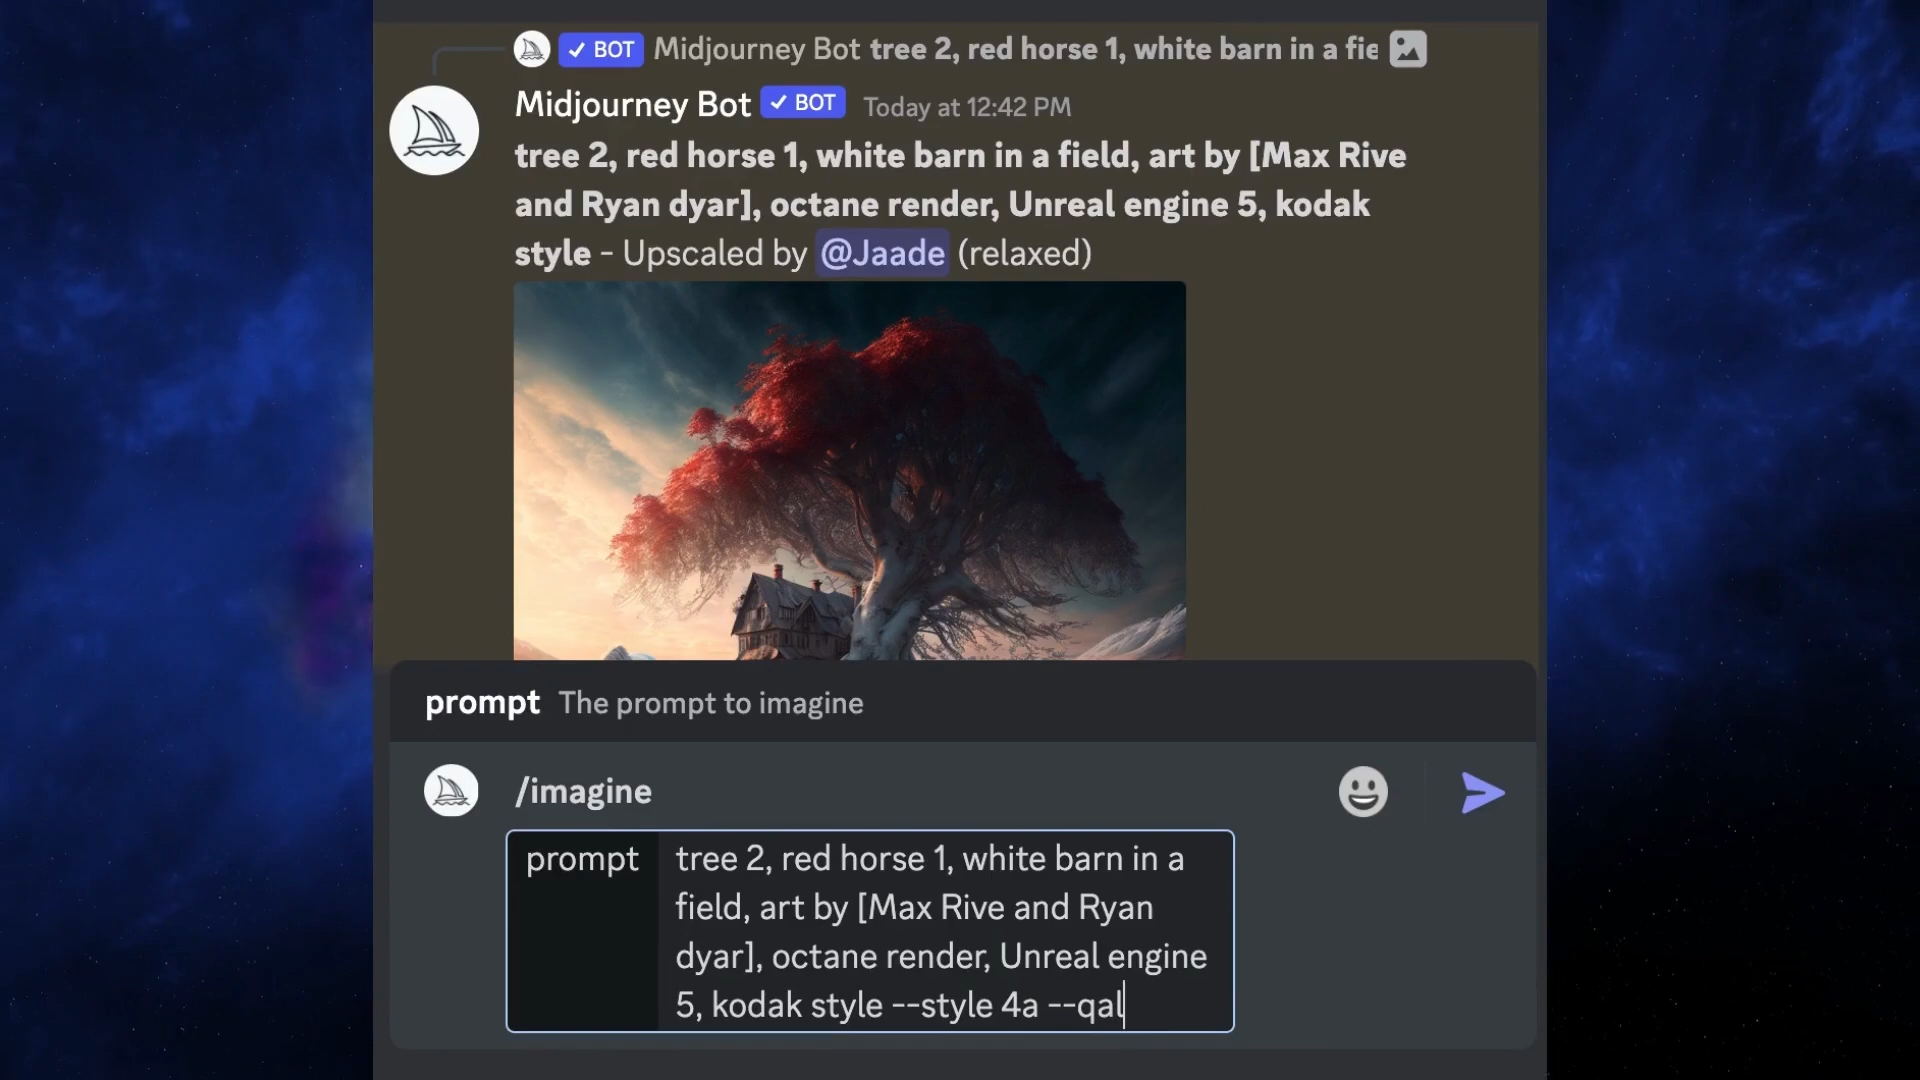 ✓ BOT Midjourney Bot tree 2, red horse 1, white barn in a fie
Midjourney Bot ✓ BOT Today at 12:42 PM
tree 2, red horse 1, white barn in a field, art by [Max Rive
and Ryan dyar], octane render, Unreal engine 5, kodak
style - Upscaled by @Jaade (relaxed)
prompt The prompt to imagine
/imagine
prompt tree 2, red horse 1, white barn in a
field, art by [Max Rive and Ryan
dyar], octane render, Unreal engine
5, kodak style --style 4a --qal